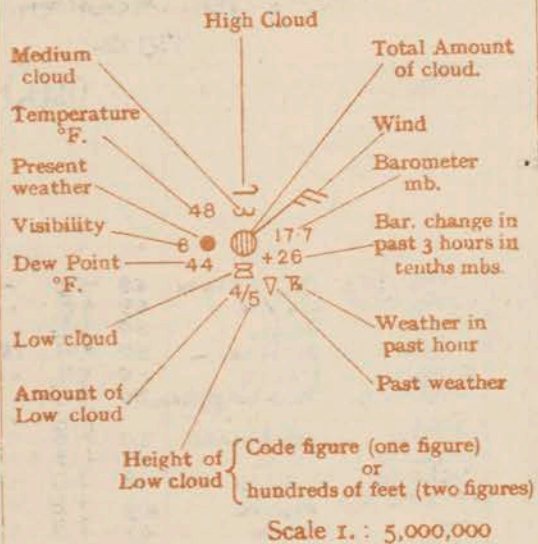 High Cloud
Medium
cloud
Total Amount
of cloud.
Temperature
°F.
Wind
Present
weather
Barometer
mb.
48
Visibility
6
17.7
Bar. change in
past 3 hours in
tenths mbs.
Dew Point
°F.
44
+26
4/5
Low cloud
Weather in
past hour
Amount of
Low cloud
Past weather
Height of
Low cloud
Code figure (one figure)
or
hundreds of feet (two figures)
Scale 1. : 5,000,000